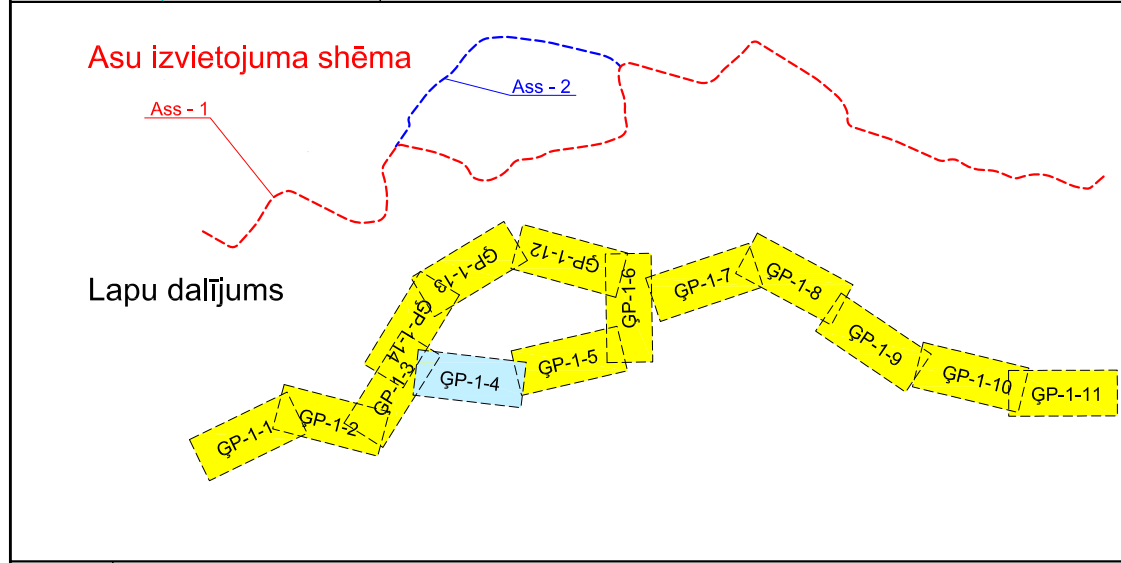 Asu izvietojuma shēma
Ass - 1
Ass - 2
Lapu dalījums
ĢP-1-1
ĢP-1-2
ĢP-1-3
ĢP-1-4
ĢP-1-5
ĢP-1-6
ĢP-1-7
ĢP-1-8
ĢP-1-9
ĢP-1-10
ĢP-1-11
ĢP-1-12
ĢP-1-13
ĢP-1-14